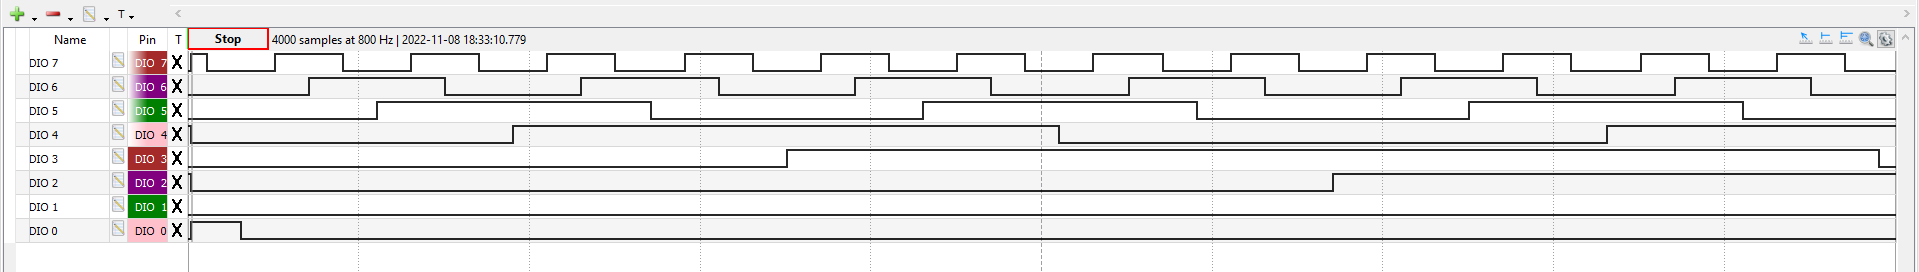 T
Name Pin T Stop 4000 samples at 800 Hz | 2022-11-08 18:33:10.779
DIO 7 DIO 7 X
DIO 6 DIO 6 X
DIO 5 DIO 5 X
DIO 4 DIO 4 X
DIO 3 DIO 3 X
DIO 2 DIO 2 X
DIO 1 DIO 1 X
DIO 0 DIO 0 X